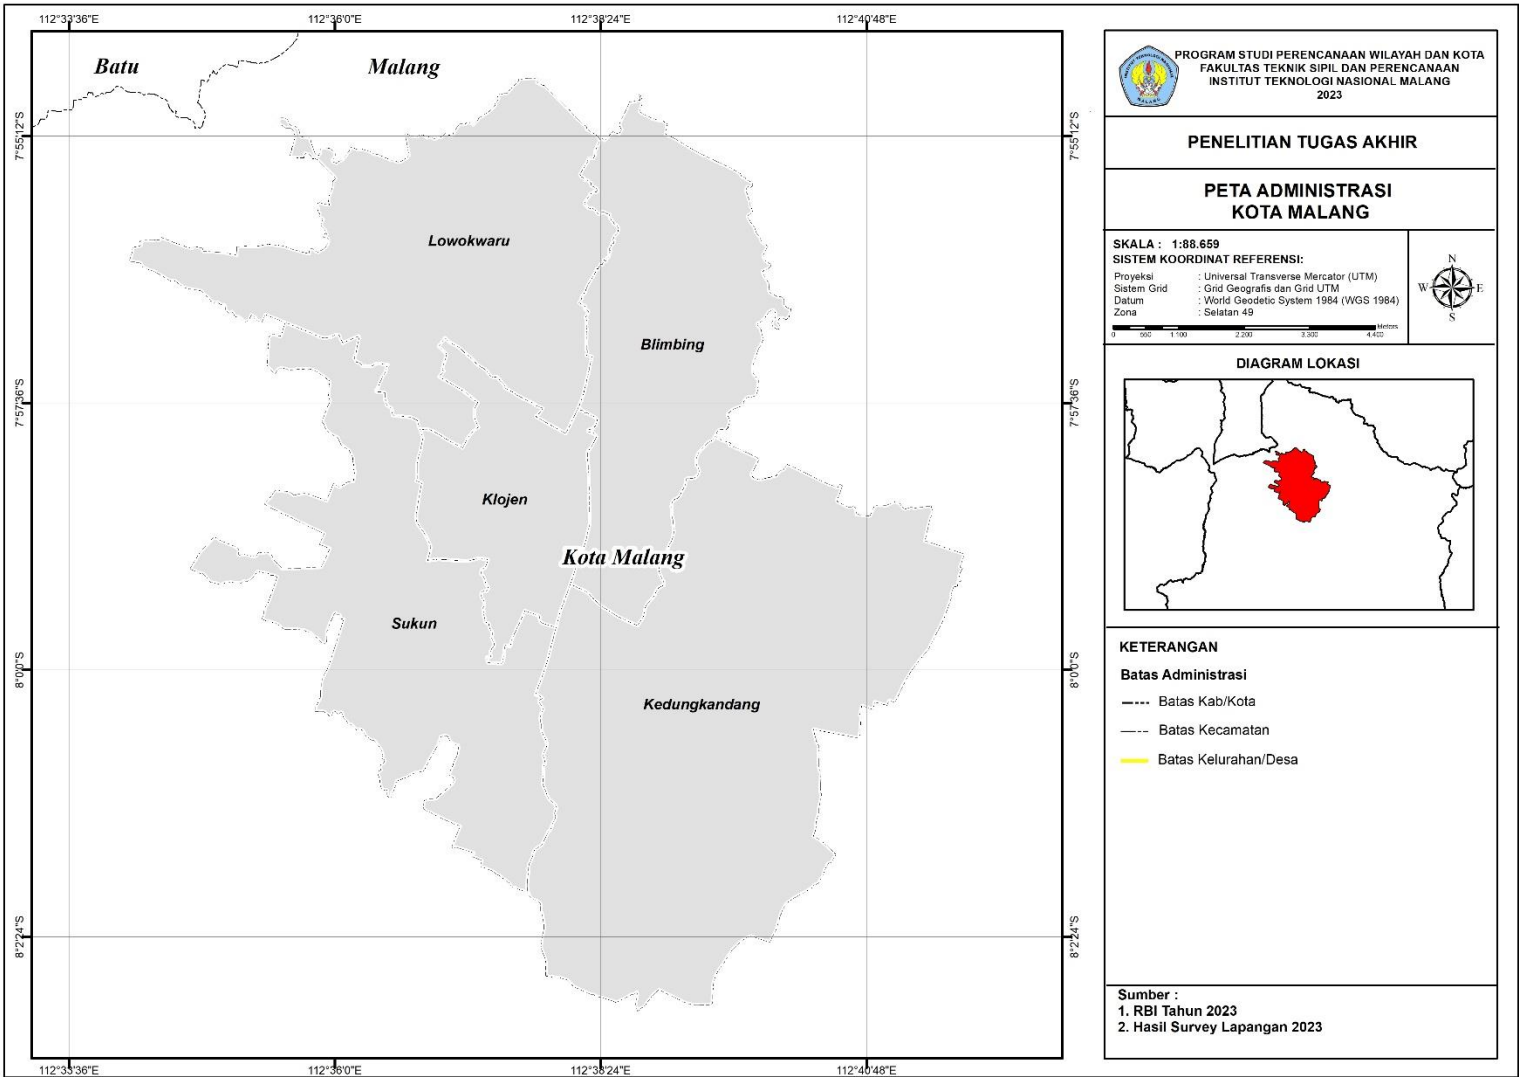 112°33'36"E
112°36'0"E
112°38'24"E
112°40'48"E
Batu
Malang
7°55'12"S
7°55'12"S
Lowokwaru
Blimbing
7°57'36"S
7°57'36"S
Klojen
Kota Malang
Sukun
8°0'0"S
8°0'0"S
Kedungkandang
8°2'24"S
8°2'24"S
112°33'36"E
112°36'0"E
112°38'24"E
112°40'48"E
PROGRAM STUDI PERENCANAAN WILAYAH DAN KOTA
FAKULTAS TEKNIK SIPIL DAN PERENCANAAN
INSTITUT TEKNOLOGI NASIONAL MALANG
2023
PENELITIAN TUGAS AKHIR
PETA ADMINISTRASI
KOTA MALANG
SKALA : 1:88.659
SISTEM KOORDINAT REFERENSI:
Proyeksi : Universal Transverse Mercator (UTM)
Sistem Grid : Grid Geografis dan Grid UTM
Datum : World Geodetic System 1984 (WGS 1984)
Zona : Selatan 49
N
W E
S
Meters
0 550 1.100 2.200 3.300 4.400
DIAGRAM LOKASI
KETERANGAN
Batas Administrasi
Batas Kab/Kota
Batas Kecamatan
Batas Kelurahan/Desa
Sumber :
1. RBI Tahun 2023
2. Hasil Survey Lapangan 2023